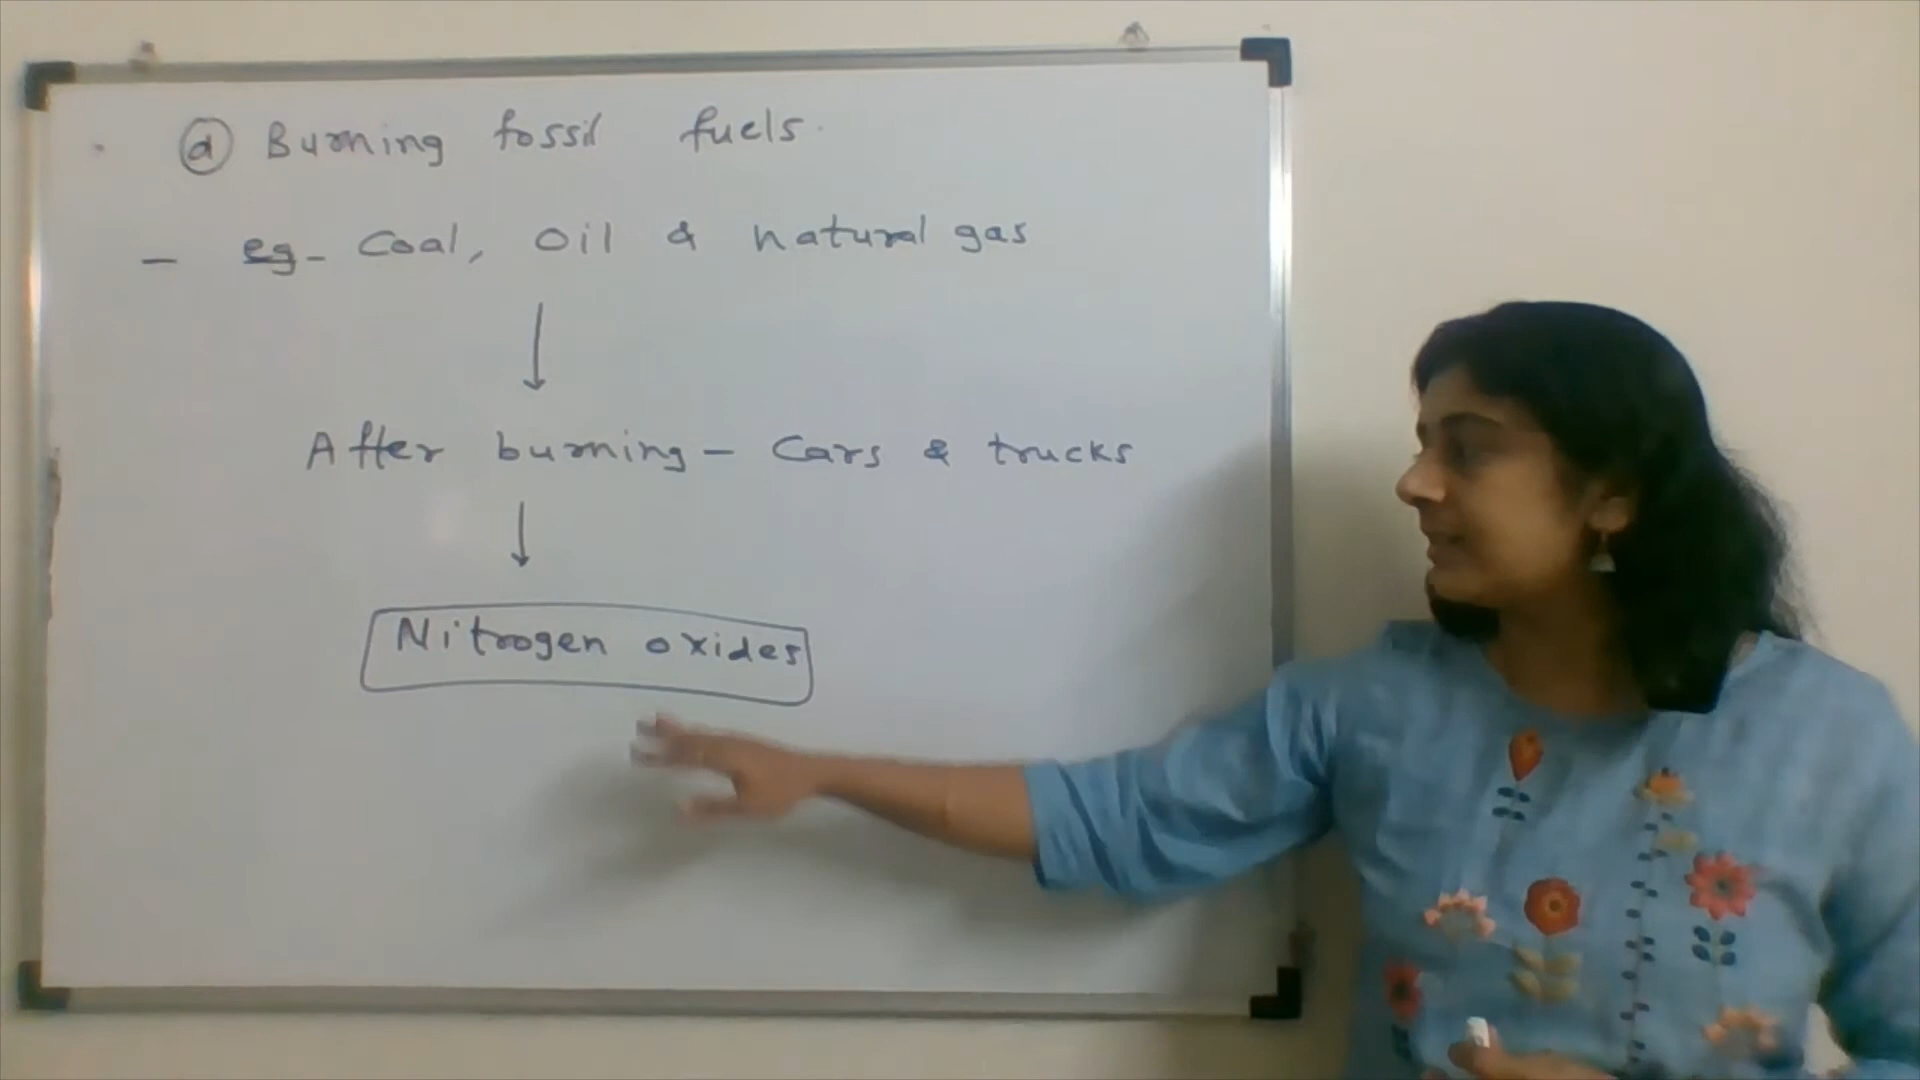 d Burning fossil fuels.
- eg- Coal, Oil & natural gas
After burning - Cars & trucks
Nitrogen oxides